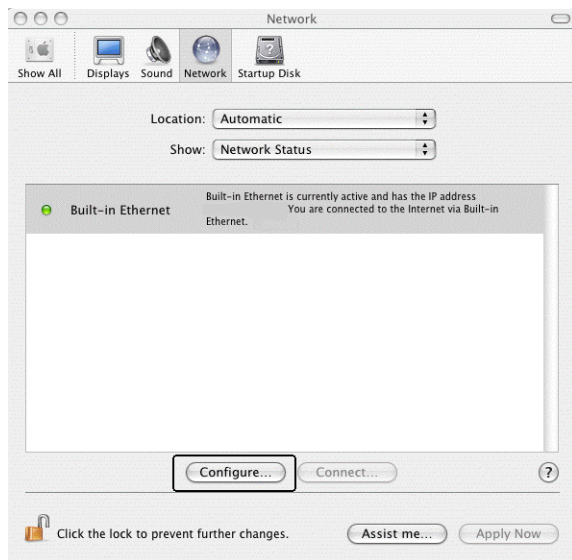 Network
Show All Displays Sound Network Startup Disk
Location: Automatic
Show: Network Status
Built-in Ethernet
Built-in Ethernet is currently active and has the IP address
You are connected to the Internet via Built-in
Ethernet.
Configure... Connect... ?
Click the lock to prevent further changes. Assist me... Apply Now